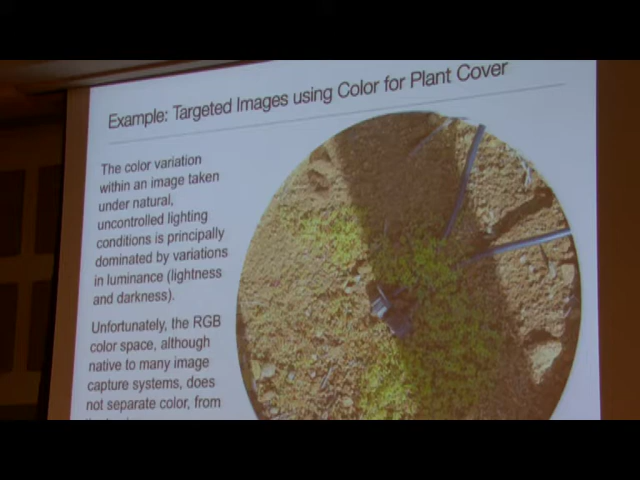 Example: Targeted Images using Color for Plant Cover
The color variation
within an image taken
under natural,
uncontrolled lighting
conditions is principally
dominated by variations
in luminance (lightness
and darkness).
Unfortunately, the RGB
color space, although
native to many image
capture systems, does
not separate color, from